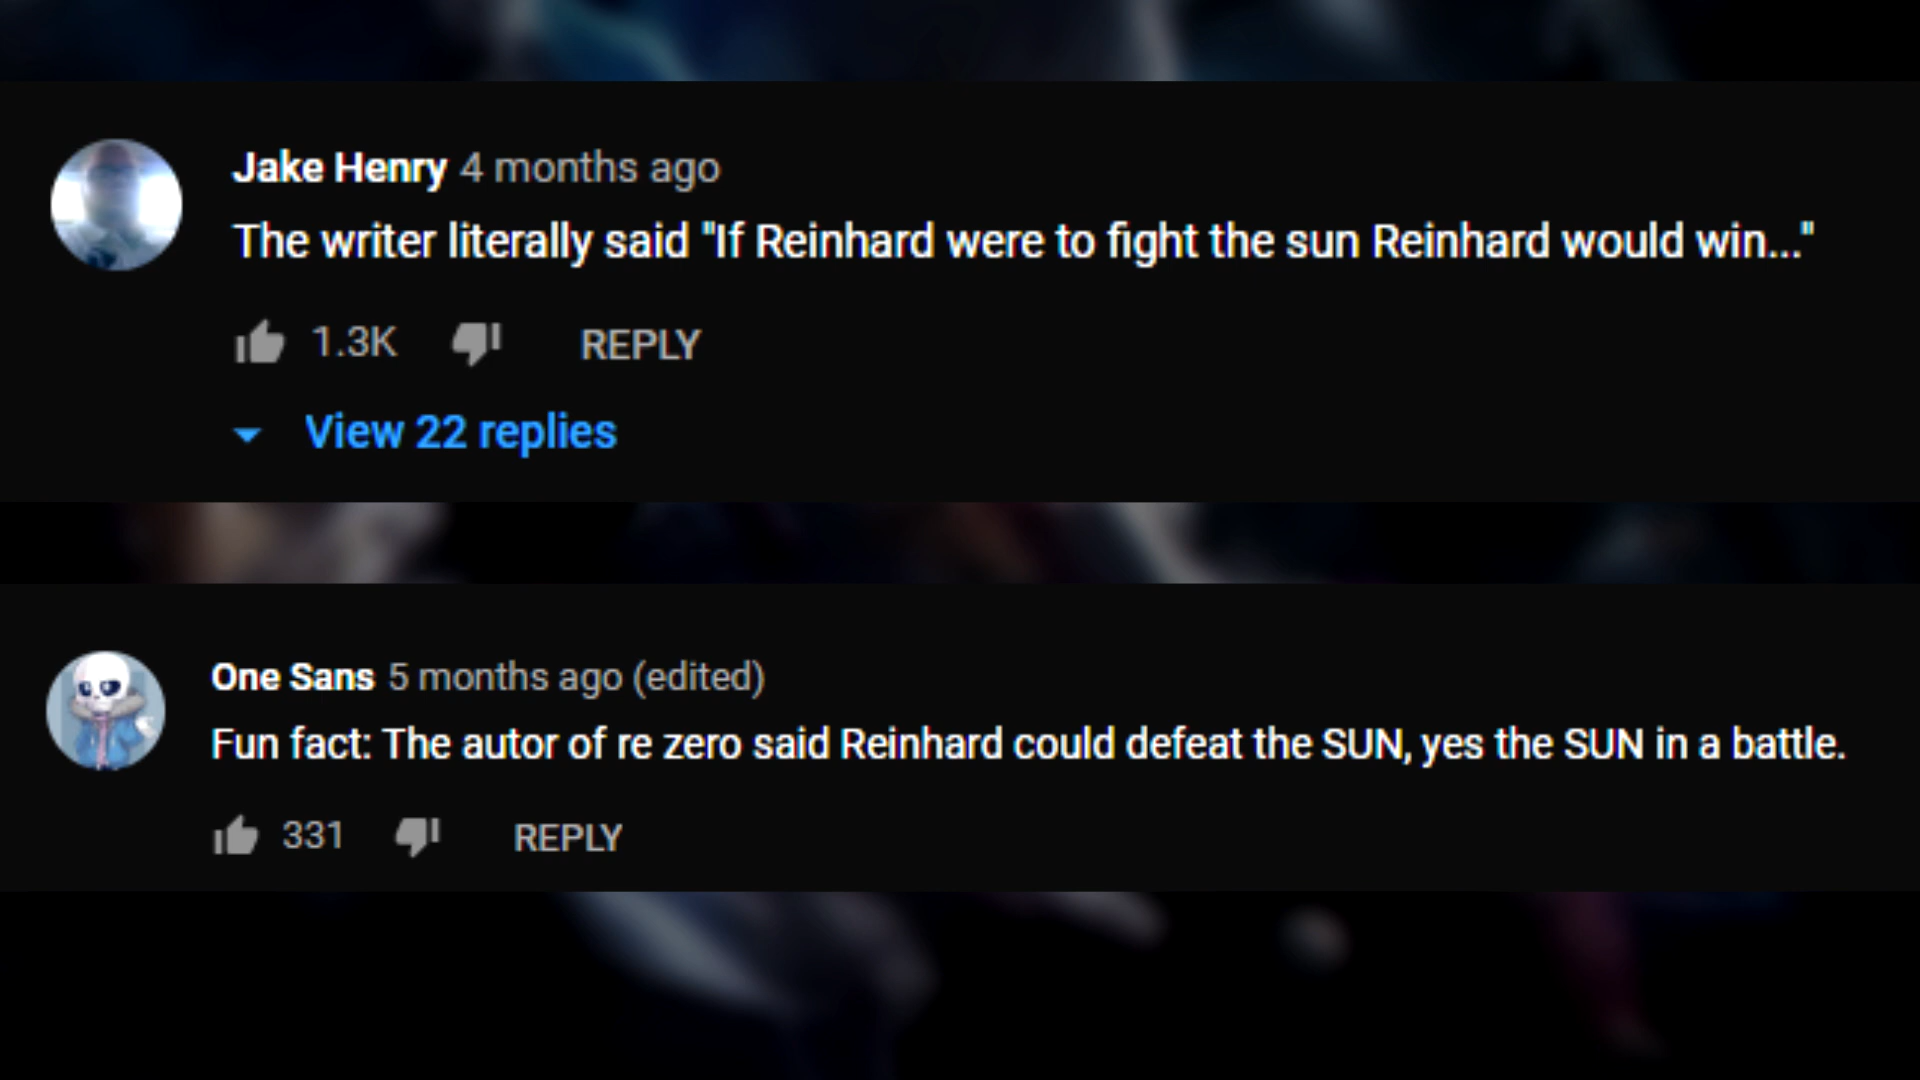 Jake Henry 4 months ago
The writer literally said "If Reinhard were to fight the sun Reinhard would win..."
1.3K REPLY
View 22 replies
One Sans 5 months ago (edited)
Fun fact: The autor of re zero said Reinhard could defeat the SUN, yes the SUN in a battle.
331 REPLY